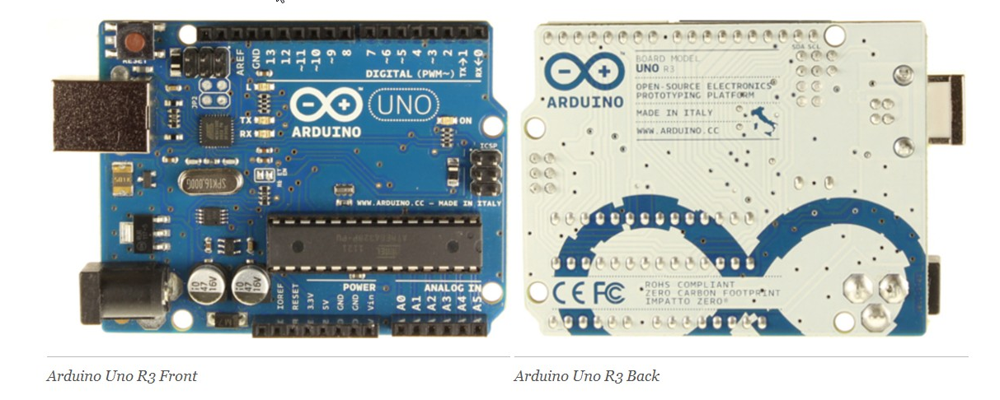 RESET
AREF
GND
13
12
~11
~10
~9
8
7
~6
~5
4
~3
2
TX→1
RX←0
DIGITAL (PWM~)
L
JP2
TX
RX
UNO
ARDUINO
ON
ICSP
SPK16.000G
RESET
EN
WWW.ARDUINO.CC – MADE IN ITALY
47
16V
47
16V
POWER
ANALOG IN
IOREF
RESET
3.3V
5V
GND
GND
Vin
A0
A1
A2
A3
A4
A5
SDA SCL
ARDUINO
BOARD MODEL
UNO R3
OPEN-SOURCE ELECTRONICS
PROTOTYPING PLATFORM
MADE IN ITALY
WWW.ARDUINO.CC
CE FC
ROHS COMPLIANT
ZERO CARBON FOOTPRINT
IMPATTO ZERO®
Arduino Uno R3 Front
Arduino Uno R3 Back